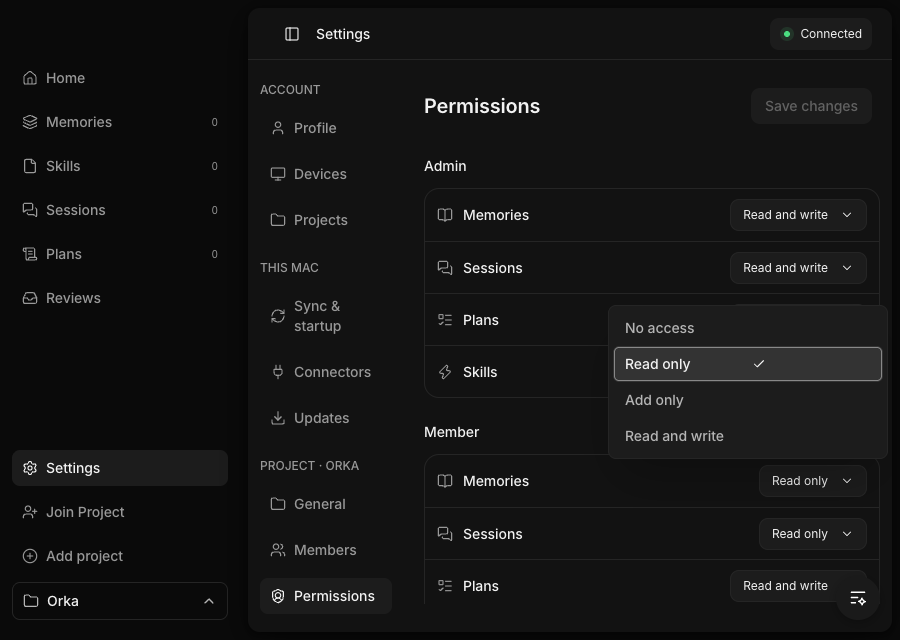 Home
Memories 0
Skills 0
Sessions 0
Plans 0
Reviews
Settings
Join Project
Add project
Orka
Settings
Connected
ACCOUNT
Profile
Devices
Projects
THIS MAC
Sync &
startup
Connectors
Updates
PROJECT · ORKA
General
Members
Permissions
Permissions
Save changes
Admin
Memories Read and write
Sessions Read and write
Plans
Skills
No access
Read only
Add only
Read and write
Member
Memories Read only
Sessions Read only
Plans Read and write